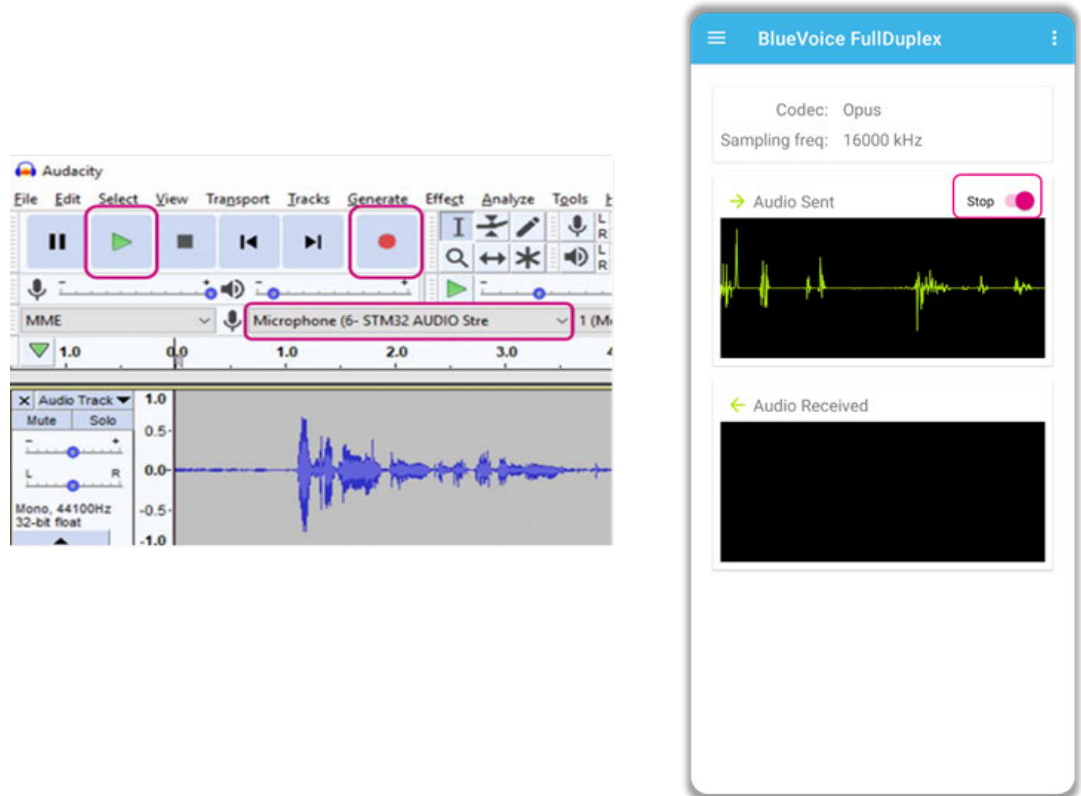 Audacity
File Edit Select View Transport Tracks Generate Effect Analyze Tools
L
R
L
R
- +
- +
-
MME Microphone (6- STM32 AUDIO Stre 1 (M
1.0 0.0 1.0 2.0 3.0
X Audio Track
Mute Solo
- +
L R
Mono, 44100Hz
32-bit float
1.0
0.5-
0.0-
-0.5-
-1.0
BlueVoice FullDuplex
Codec: Opus
Sampling freq: 16000 kHz
Audio Sent Stop
Audio Received